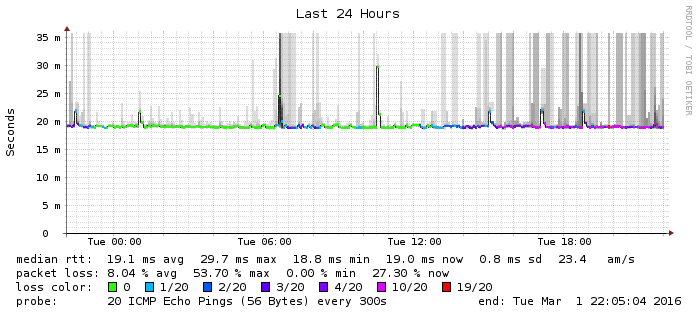 Last 24 Hours
RRDTOOL / TOBI OETIKER
Seconds
35 m
30 m
25 m
20 m
15 m
10 m
5 m
0
Tue 00:00 Tue 06:00 Tue 12:00 Tue 18:00
median rtt: 19.1 ms avg 29.7 ms max 18.8 ms min 19.0 ms now 0.8 ms sd 23.4 am/s
packet loss: 8.04 % avg 53.70 % max 0.00 % min 27.30 % now
loss color: 0 1/20 2/20 3/20 4/20 10/20 19/20
probe: 20 ICMP Echo Pings (56 Bytes) every 300s end: Tue Mar 1 22:05:04 2016